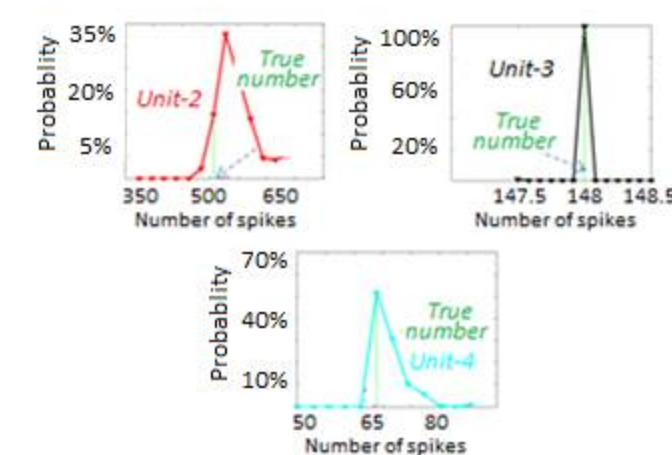 Probablity
35%
20%
5%
Unit-2
True
number
350 500 650
Number of spikes
Probablity
100%
60%
20%
Unit-3
True
number
147.5 148 148.5
Number of spikes
Probablity
70%
40%
10%
True
number
Unit-4
50 65 80
Number of spikes